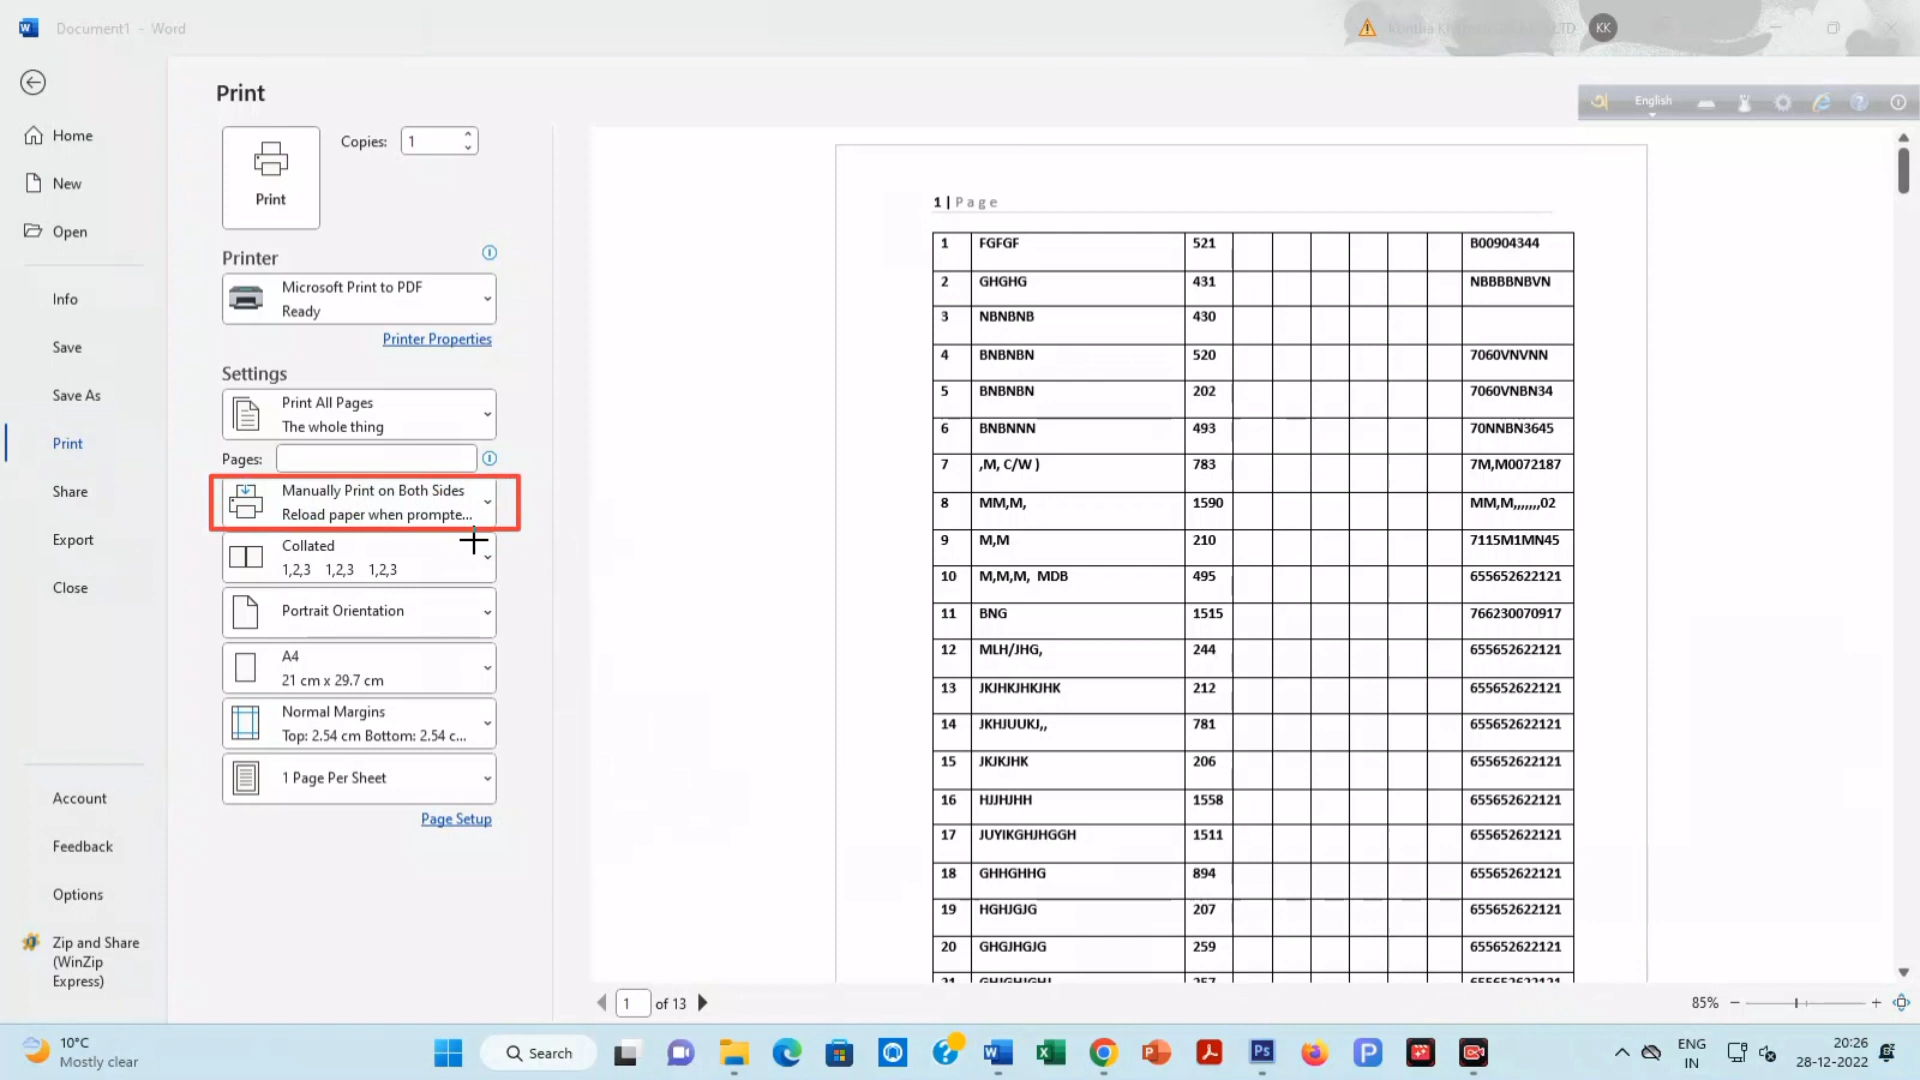 Document1 - Word
KK
Print
English
Home
New
Open
Info
Save
Save As
Print
Share
Export
Close
Account
Feedback
Options
Zip and Share
(WinZip
Express)
Print
Copies: 1
Printer
Microsoft Print to PDF
Ready
Printer Properties
Settings
Print All Pages
The whole thing
Pages:
Manually Print on Both Sides
Reload paper when prompte...
Collated
1,2,3 1,2,3 1,2,3
Portrait Orientation
A4
21 cm x 29.7 cm
Normal Margins
Top: 2.54 cm Bottom: 2.54 c...
1 Page Per Sheet
Page Setup
1 | Page
1 FGFGF 521 B00904344
2 GHGHG 431 NBBBBNBVN
3 NBNBNB 430
4 BNBNBN 520 7060VNVNN
5 BNBNBN 202 7060VNBN34
6 BNBNNN 493 70NNBN3645
7 ,M, C/W ) 783 7M,M0072187
8 MM,M, 1590 MM,M,,,,,,,02
9 M,M 210 7115M1MN45
10 M,M,M, MDB 495 655652622121
11 BNG 1515 766230070917
12 MLH/JHG, 244 655652622121
13 JKJHKJHKJHK 212 655652622121
14 JKHJUUKJ,, 781 655652622121
15 JKJKJHK 206 655652622121
16 HJJHJHH 1558 655652622121
17 JUYIKGHJHGGH 1511 655652622121
18 GHHGHHG 894 655652622121
19 HGHJGJG 207 655652622121
20 GHGJHGJG 259 655652622121
1 of 13
85%
10°C
Mostly clear
Search
ENG
IN
20:26
28-12-2022